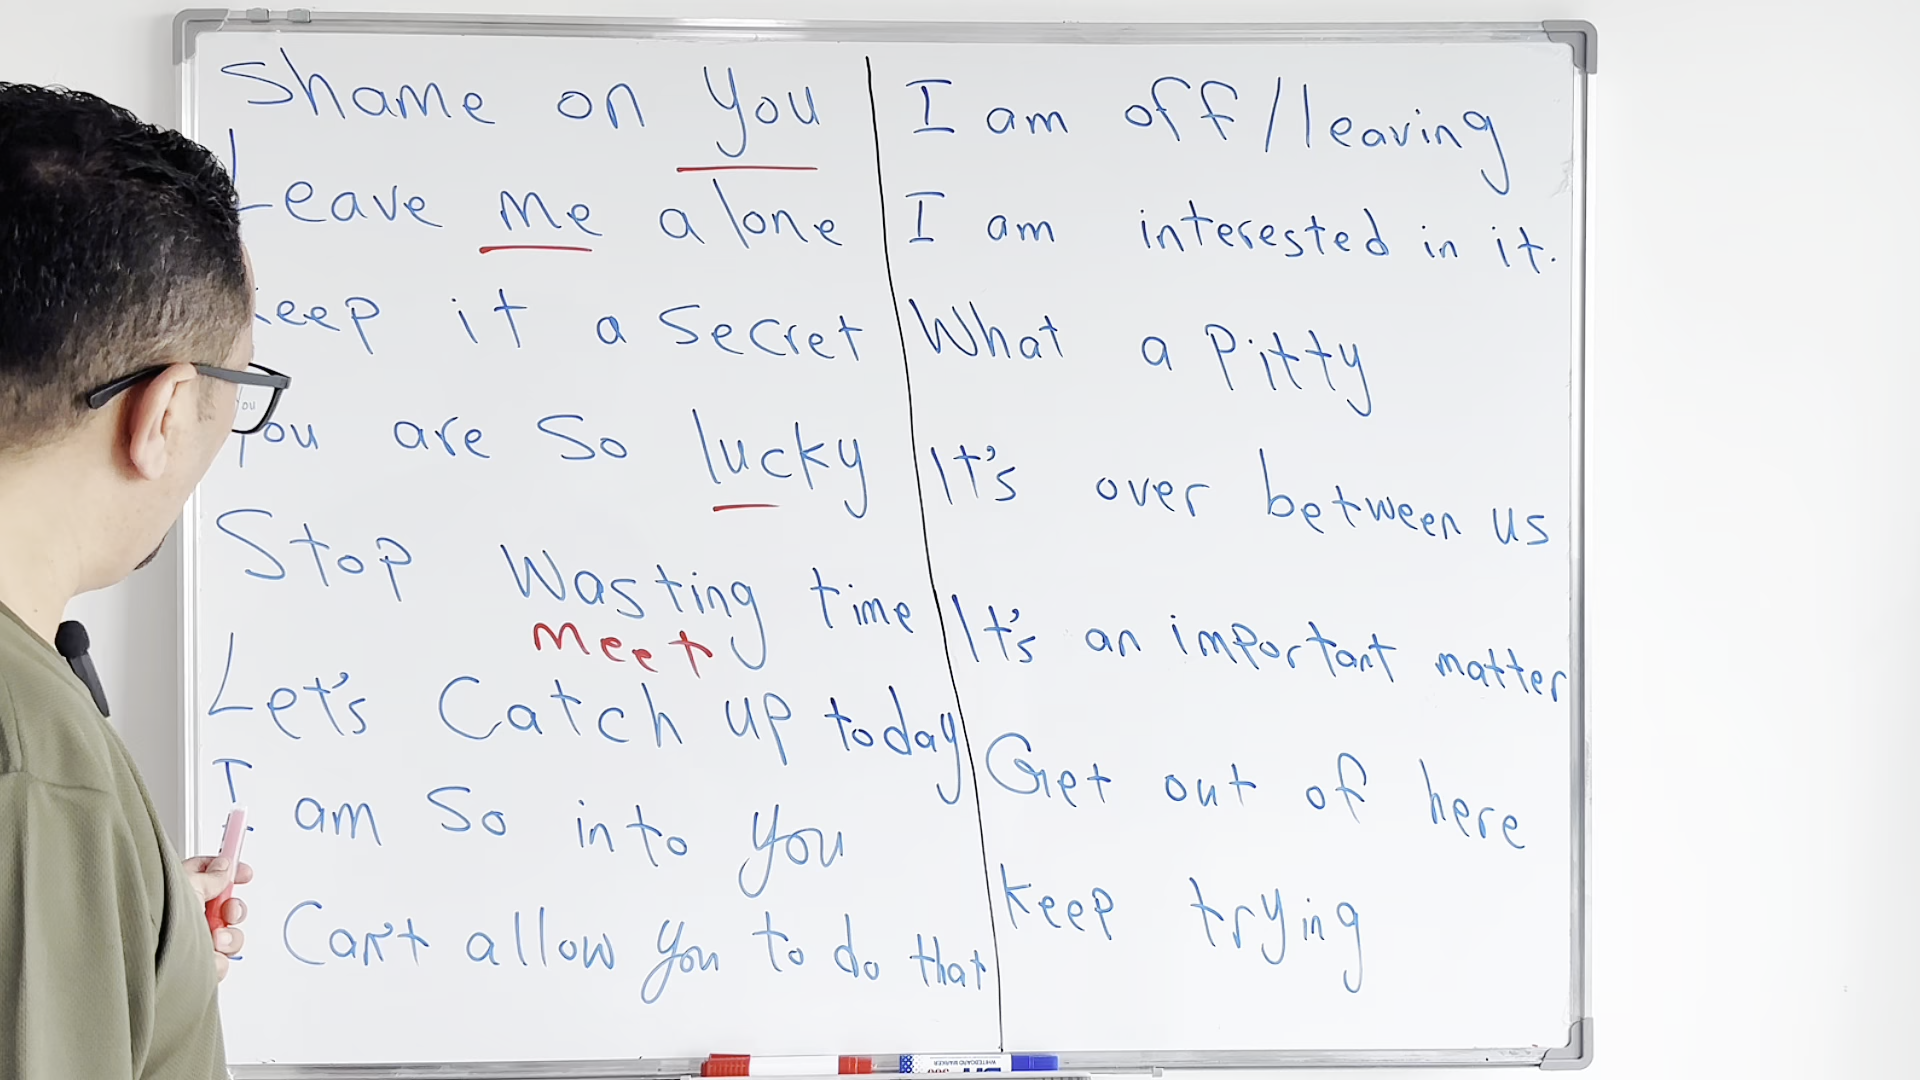 Shame on you
Leave me alone
Keep it a secret
You are so lucky
Stop wasting time
meet
Let's catch up today
I am so into you
I can't allow you to do that
I am off/leaving
I am interested in it.
What a pitty
It's over between us
It's an important matter
Get out of here
keep trying
WHITEBOARD MARKER